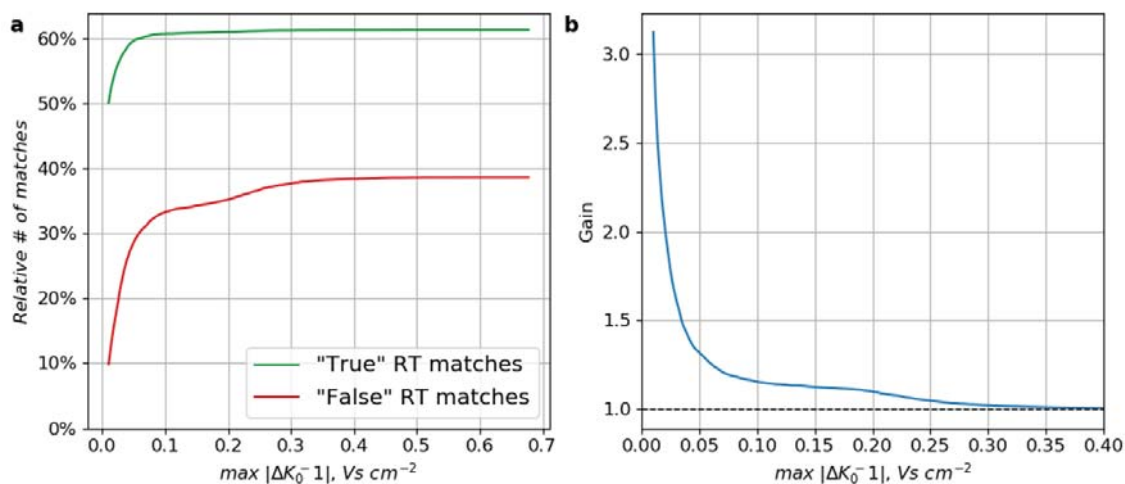 a
60%
50%
40%
30%
20%
10%
0%
Relative # of matches
"True" RT matches
"False" RT matches
0.0 0.1 0.2 0.3 0.4 0.5 0.6 0.7
max |ΔK₀⁻1|, Vs cm⁻²
b
3.0
2.5
2.0
1.5
1.0
Gain
0.00 0.05 0.10 0.15 0.20 0.25 0.30 0.35 0.40
max |ΔK₀⁻1|, Vs cm⁻²